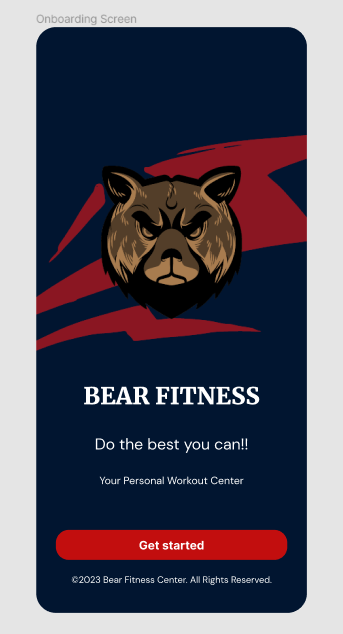 Onboarding Screen
BEAR FITNESS
Do the best you can!!
Your Personal Workout Center
Get started
©2023 Bear Fitness Center. All Rights Reserved.